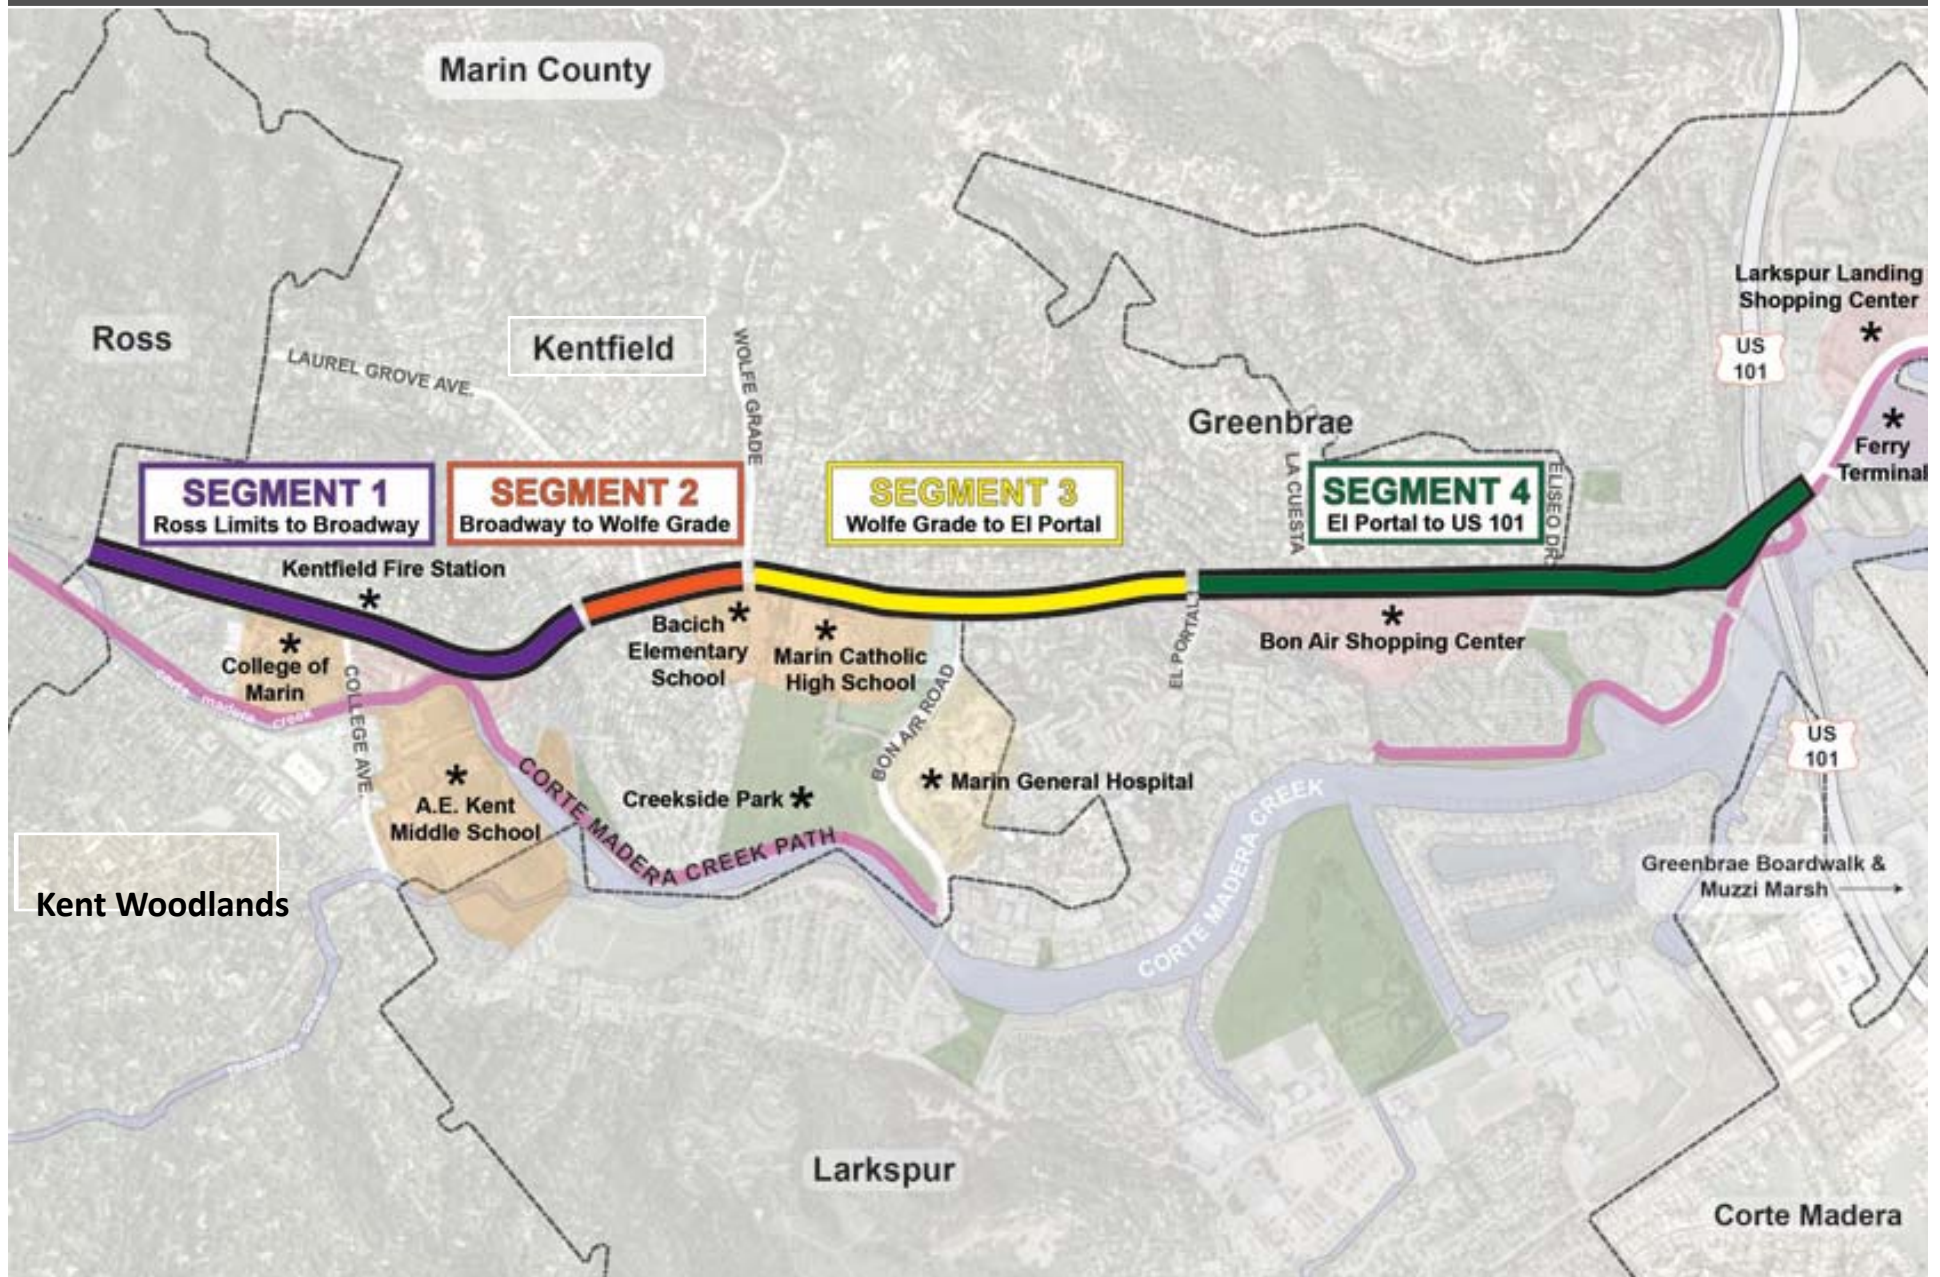 Marin County
Larkspur Landing
Shopping Center
*
US
101
Ross
Kentfield
LAUREL GROVE AVE.
WOLFE GRADE
Greenbrae
*
Ferry
Terminal
LA CUESTA
ELISEO DR.
SEGMENT 1
Ross Limits to Broadway
SEGMENT 2
Broadway to Wolfe Grade
SEGMENT 3
Wolfe Grade to El Portal
SEGMENT 4
El Portal to US 101
Kentfield Fire Station
*
*
College of
Marin
*
Bacich
Elementary
School
*
Marin Catholic
High School
*
Bon Air Shopping Center
EL PORTAL
corte madera creek
COLLEGE AVE.
BON AIR ROAD
*
A.E. Kent
Middle School
Creekside Park *
* Marin General Hospital
US
101
CORTE MADERA CREEK PATH
CORTE MADERA CREEK
Greenbrae Boardwalk &
Muzzi Marsh
Kent Woodlands
Larkspur
Corte Madera